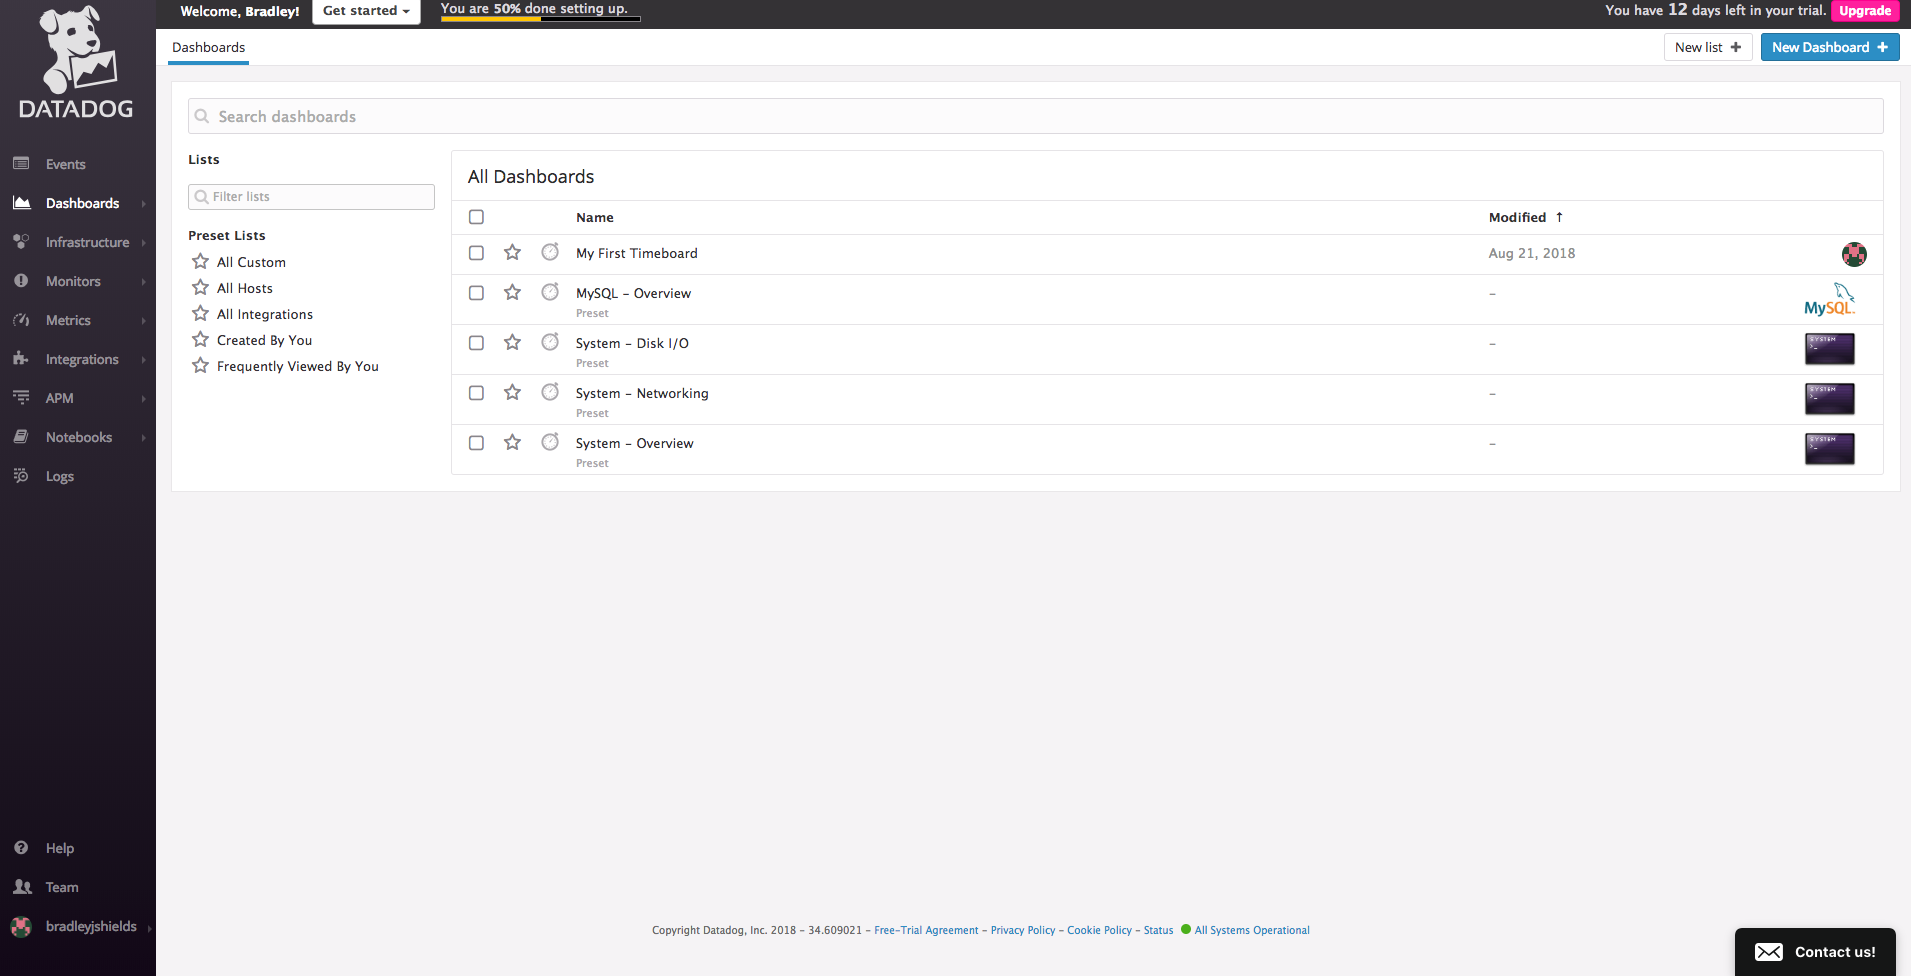 DATADOG
Events
Dashboards
Infrastructure
Monitors
Metrics
Integrations
APM
Notebooks
Logs
Help
Team
bradleyjshields
Welcome, Bradley!
Get started
You are 50% done setting up.
You have 12 days left in your trial.
Upgrade
Dashboards
New list +
New Dashboard +
Search dashboards
Lists
Filter lists
Preset Lists
All Custom
All Hosts
All Integrations
Created By You
Frequently Viewed By You
All Dashboards
Name Modified ↑
My First Timeboard Aug 21, 2018
MySQL - Overview –
Preset
MySQL
System - Disk I/O –
Preset
SYSTEM
>_
System - Networking –
Preset
SYSTEM
>_
System - Overview –
Preset
SYSTEM
>_
Copyright Datadog, Inc. 2018 - 34.609021 - Free-Trial Agreement - Privacy Policy - Cookie Policy - Status All Systems Operational
Contact us!